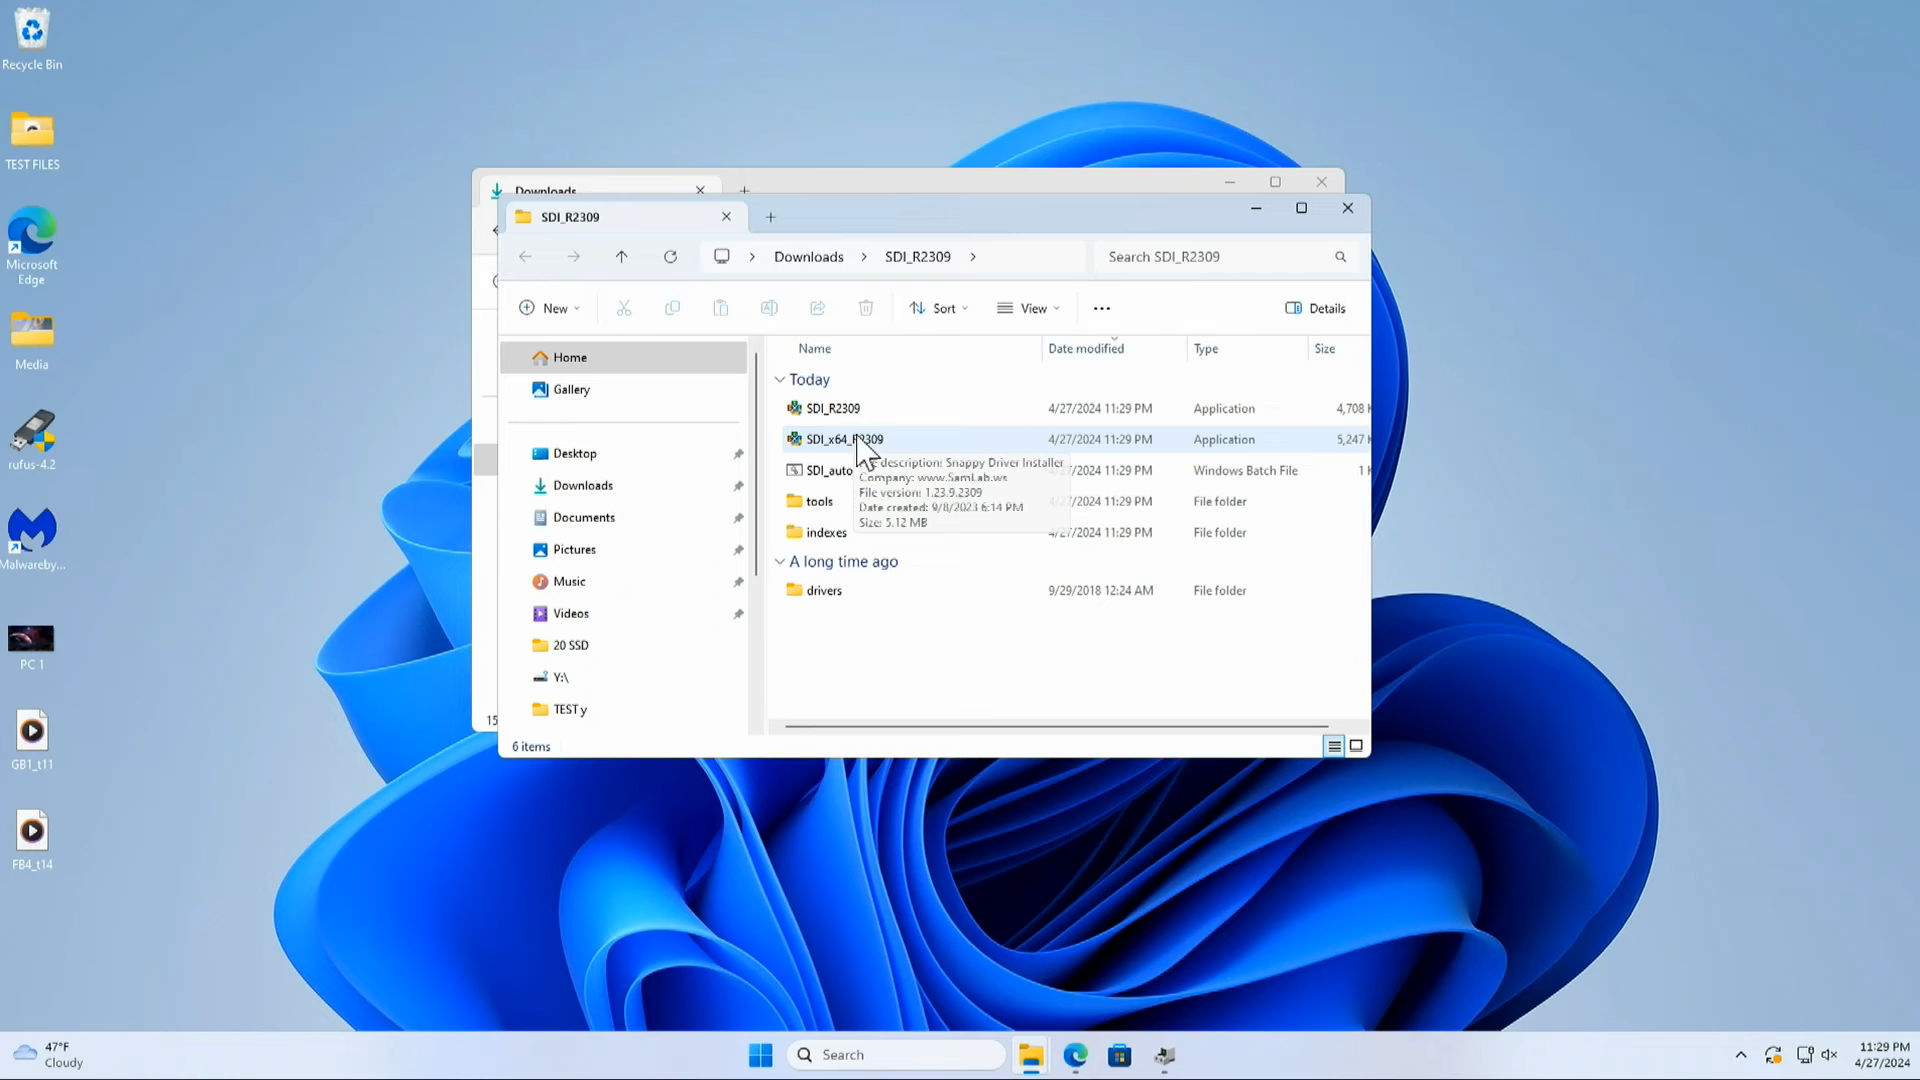 Recycle Bin
TEST FILES
Microsoft
Edge
Media
rufus-4.2
Malwareby...
PC 1
GB1_t11
FB4_t14
Downloads
SDI_R2309
Downloads
SDI_R2309
Search SDI_R2309
New
Sort
View
Details
Home
Gallery
Desktop
Downloads
Documents
Pictures
Music
Videos
20 SSD
Y:\
TEST y
Name Date modified Type Size
Today
SDI_R2309 4/27/2024 11:29 PM Application 4,708
SDI_x64_R2309 4/27/2024 11:29 PM Application 5,247
SDI_auto 4/27/2024 11:29 PM Windows Batch File 1
tools 4/27/2024 11:29 PM File folder
indexes 4/27/2024 11:29 PM File folder
description: Snappy Driver Installer
Company: www.SamLab.ws
File version: 1.23.9.2309
Date created: 9/8/2023 6:14 PM
Size: 5.12 MB
A long time ago
drivers 9/29/2018 12:24 AM File folder
15
6 items
47°F
Cloudy
Search
11:29 PM
4/27/2024